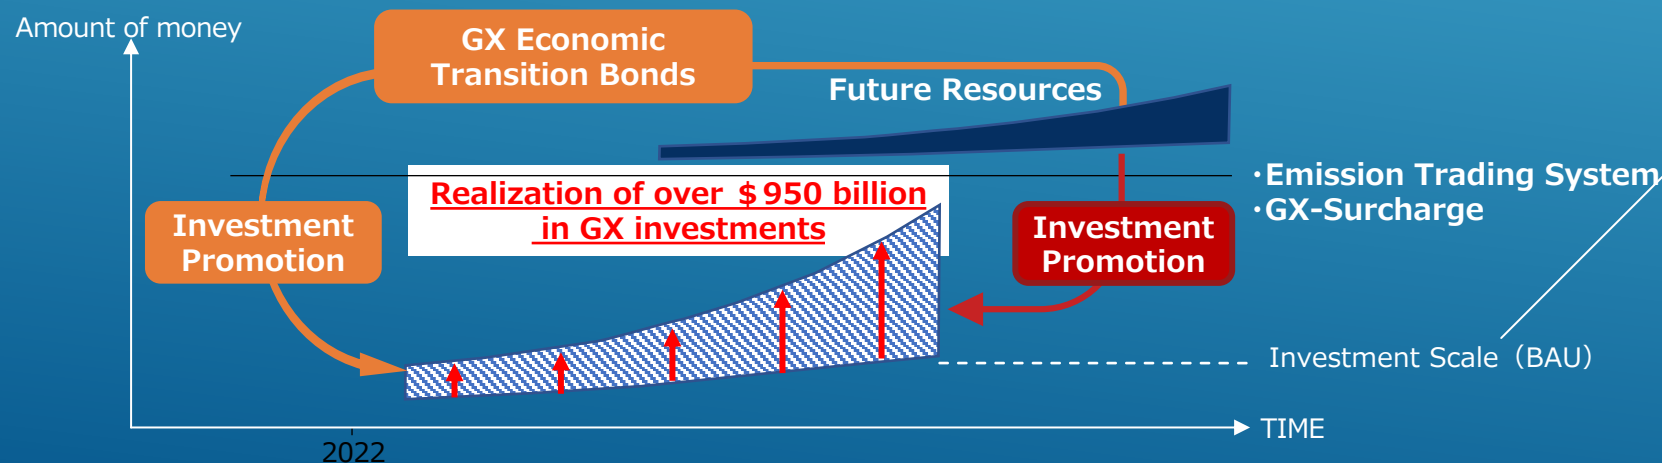 Amount of money
GX Economic
Transition Bonds
Future Resources
Realization of over $950 billion
in GX investments
Investment
Promotion
Investment
Promotion
・Emission Trading System
・GX-Surcharge
Investment Scale（BAU）
TIME
2022